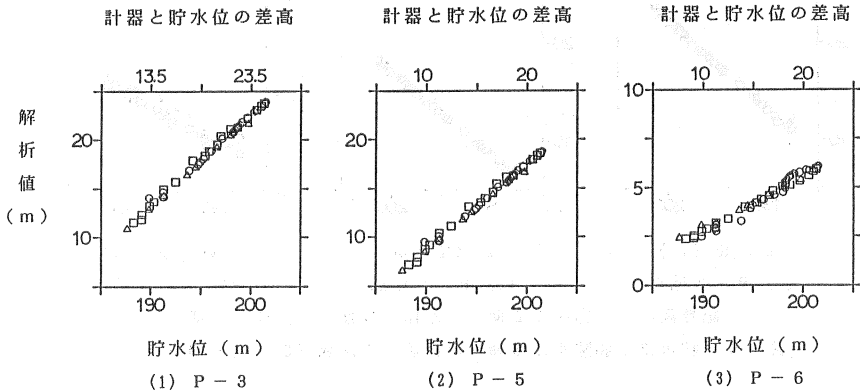 計器と貯水位の差高 計器と貯水位の差高 計器と貯水位の差高
13.5 23.5 10 20 10 20
解析値(m)
20 20 10
10 10 5
0
190 200 190 200 190 200
貯水位(m) 貯水位(m) 貯水位(m)
(1) P-3 (2) P-5 (3) P-6